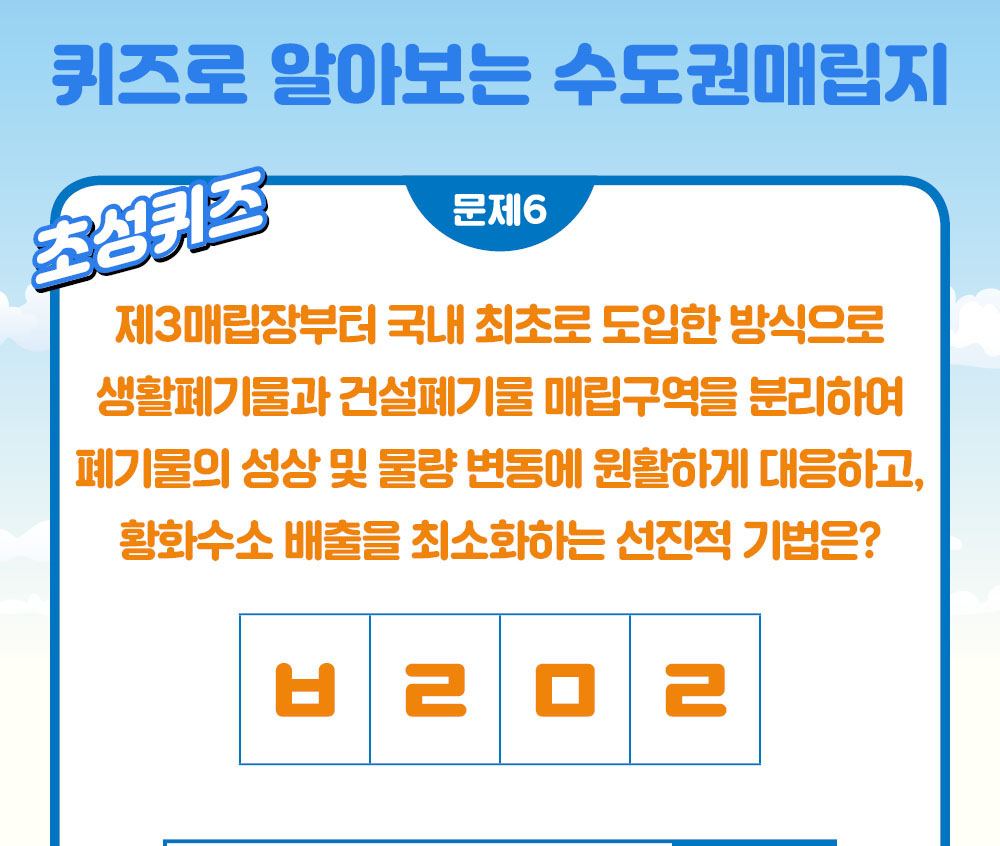 퀴즈로 알아보는 수도권매립지
초성퀴즈
문제6
제3매립장부터 국내 최초로 도입한 방식으로
생활폐기물과 건설폐기물 매립구역을 분리하여
폐기물의 성상 및 물량 변동에 원활하게 대응하고,
황화수소 배출을 최소화하는 선진적 기법은?
ㅂ ㄹ ㅁ ㄹ